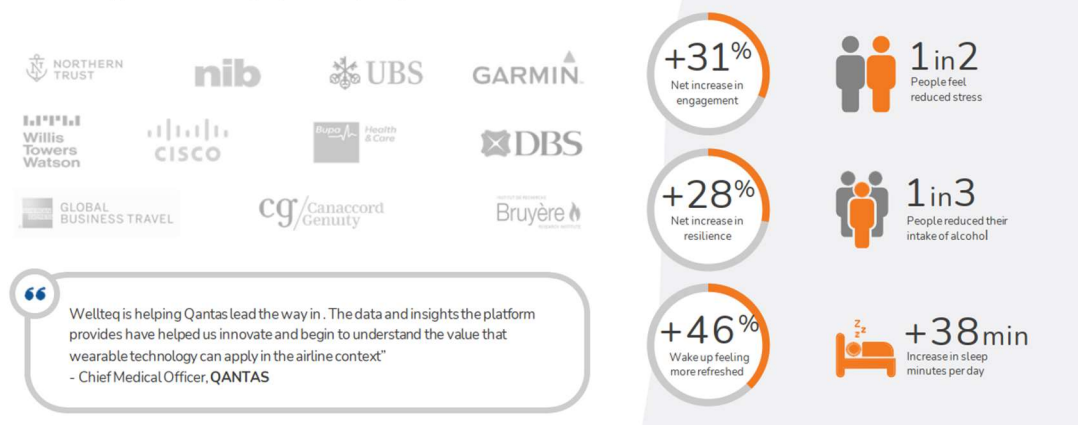 NORTHERN
TRUST
nib
UBS
GARMIN
Willis
Towers
Watson
CISCO
Bupa
Health
& Care
DBS
GLOBAL
BUSINESS TRAVEL
cg/Canaccord
Genuity
Bruyère
RESEARCH INSTITUTE
Wellteq is helping Qantas lead the way in . The data and insights the platform
provides have helped us innovate and begin to understand the value that
wearable technology can apply in the airline context”
- Chief Medical Officer, QANTAS
+31%
Net increase in
engagement
1 in 2
People feel
reduced stress
+28%
Net increase in
resilience
1 in 3
People reduced their
intake of alcohol
+46%
Wake up feeling
more refreshed
z
z
z
+38min
Increase in sleep
minutes per day